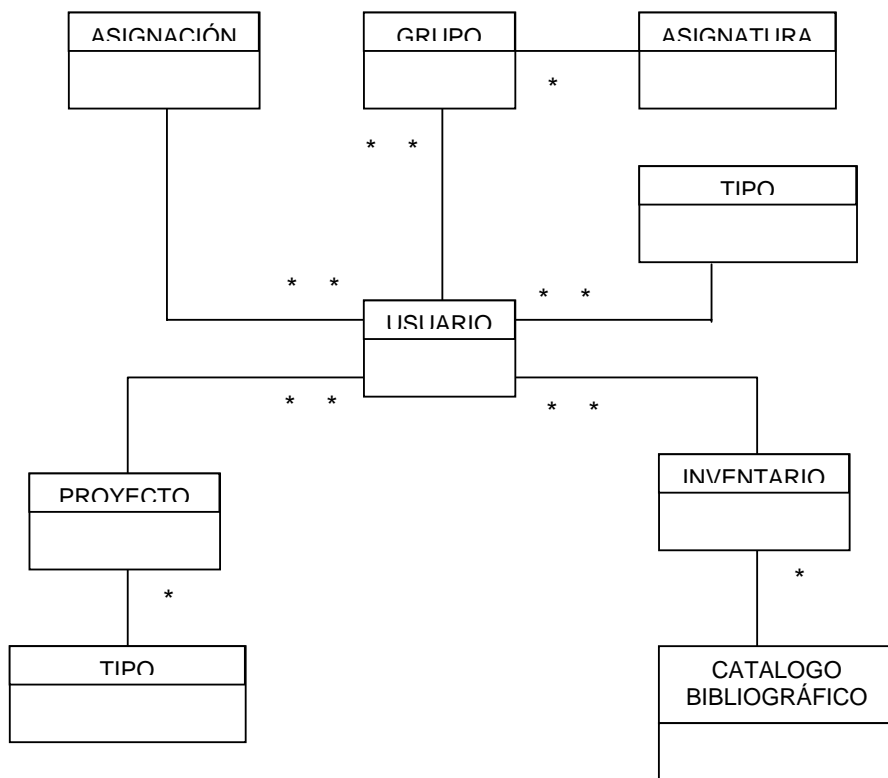 ASIGNACIÓN
GRUPO
ASIGNATURA
*
* *
TIPO
* *
* *
USUARIO
* *
* *
PROYECTO
INVENTARIO
*
*
TIPO
CATALOGO
BIBLIOGRÁFICO